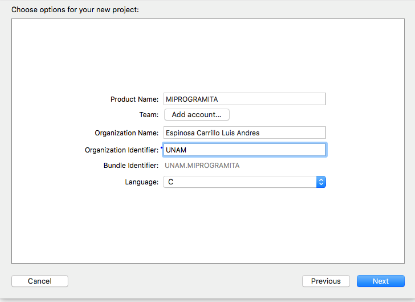 Choose options for your new project:
Product Name: MIPROGRAMITA
Team: Add account...
Organization Name: Espinosa Carrillo Luis Andres
Organization Identifier: UNAM
Bundle Identifier: UNAM.MIPROGRAMITA
Language: C
Cancel Previous Next